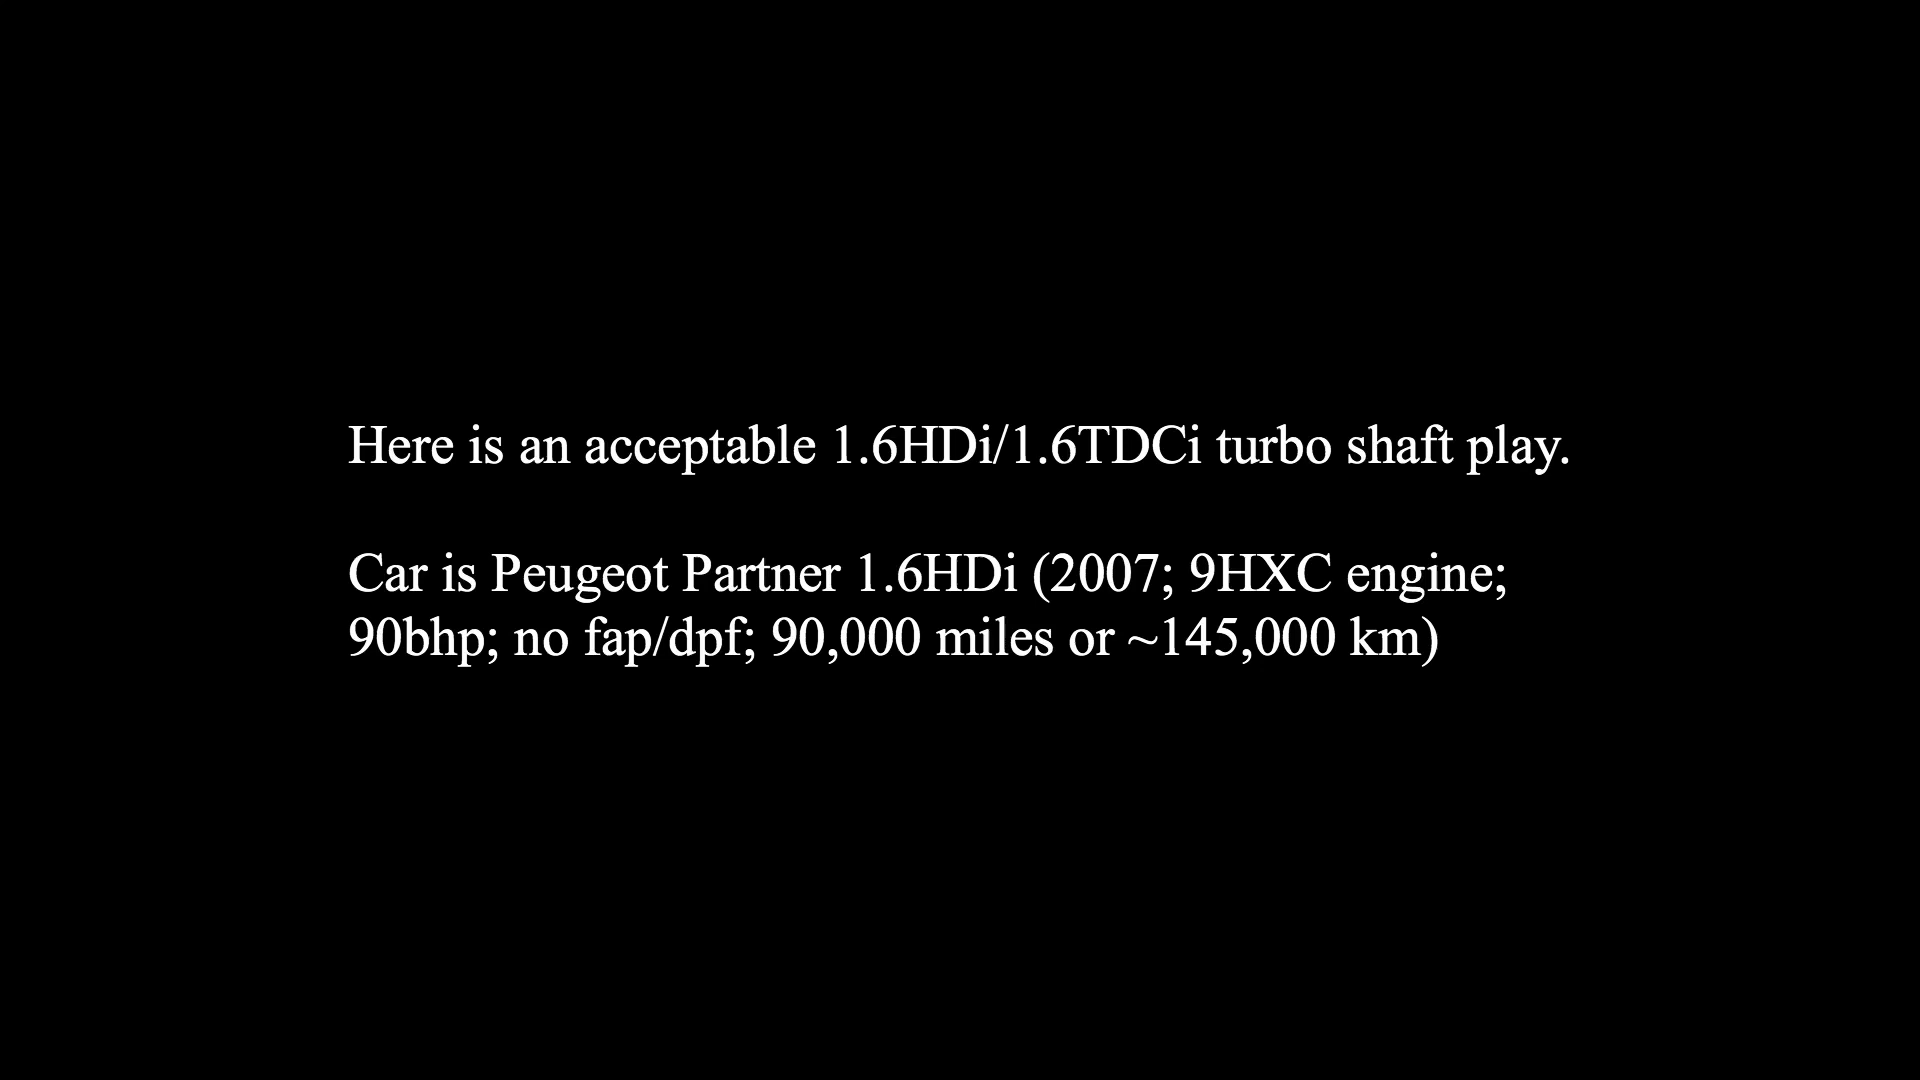 Here is an acceptable 1.6HDi/1.6TDCi turbo shaft play.
Car is Peugeot Partner 1.6HDi (2007; 9HXC engine;
90bhp; no fap/dpf; 90,000 miles or ~145,000 km)